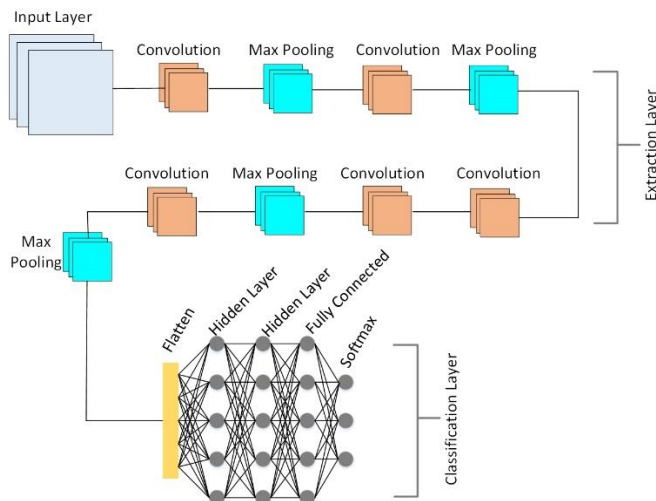 Input Layer
Convolution
Max Pooling
Convolution
Max Pooling
Extraction Layer
Convolution
Max Pooling
Convolution
Convolution
Max
Pooling
Flatten
Hidden Layer
Hidden Layer
Fully Connected
Softmax
Classification Layer